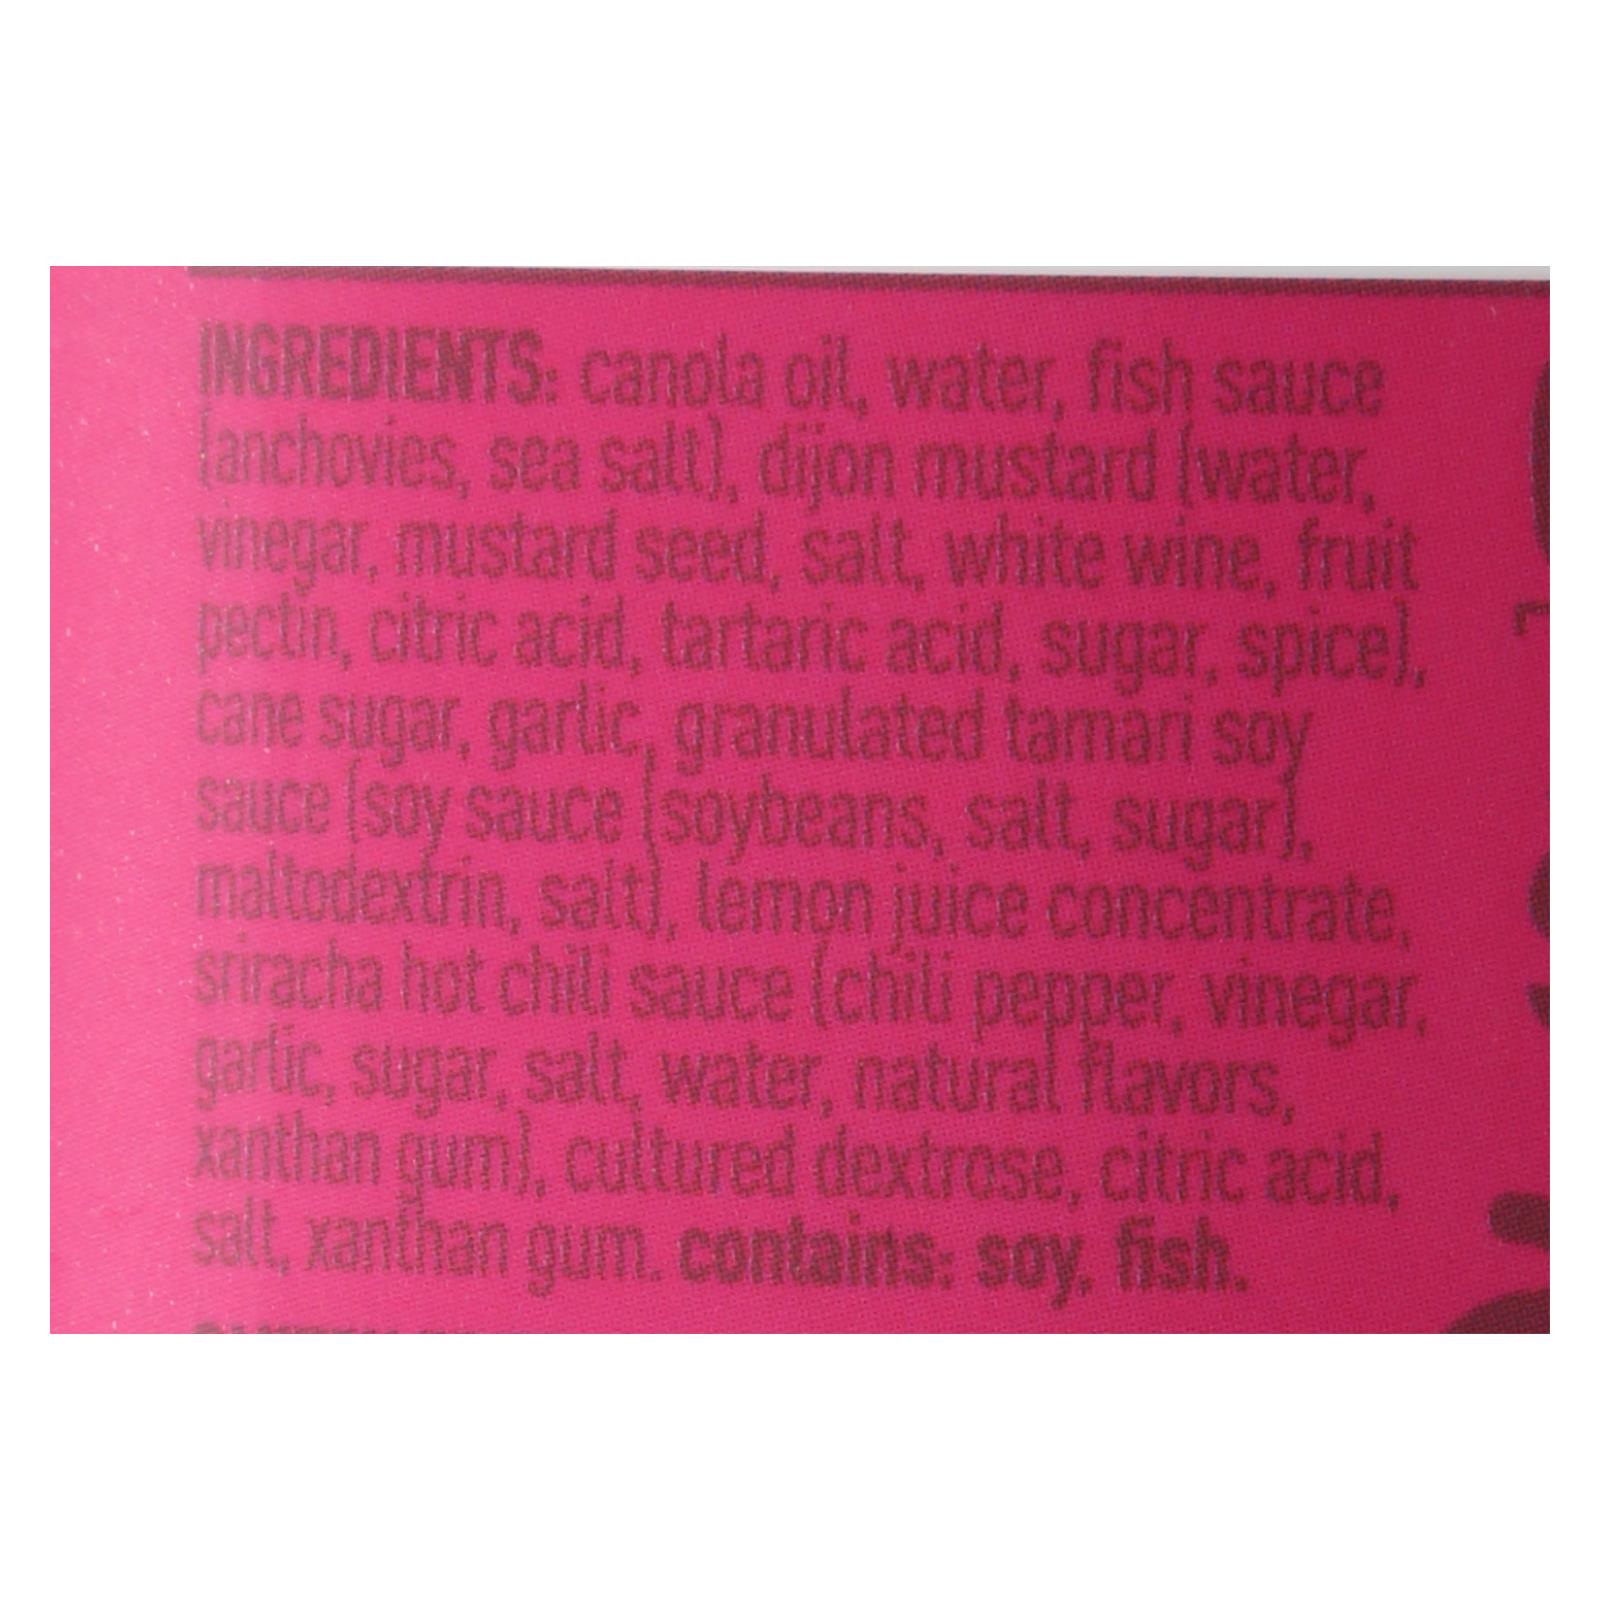 INGREDIENTS: canola oil, water, fish sauce
(anchovies, sea salt), dijon mustard (water,
vinegar, mustard seed, salt, white wine, fruit
pectin, citric acid, tartaric acid, sugar, spice),
cane sugar, garlic, granulated tamari soy
sauce (soy sauce (soybeans, salt, sugar),
maltodextrin, salt), lemon juice concentrate,
sriracha hot chili sauce (chili pepper, vinegar,
garlic, sugar, salt, water, natural flavors,
xanthan gum), cultured dextrose, citric acid,
salt, xanthan gum. contains: soy, fish.